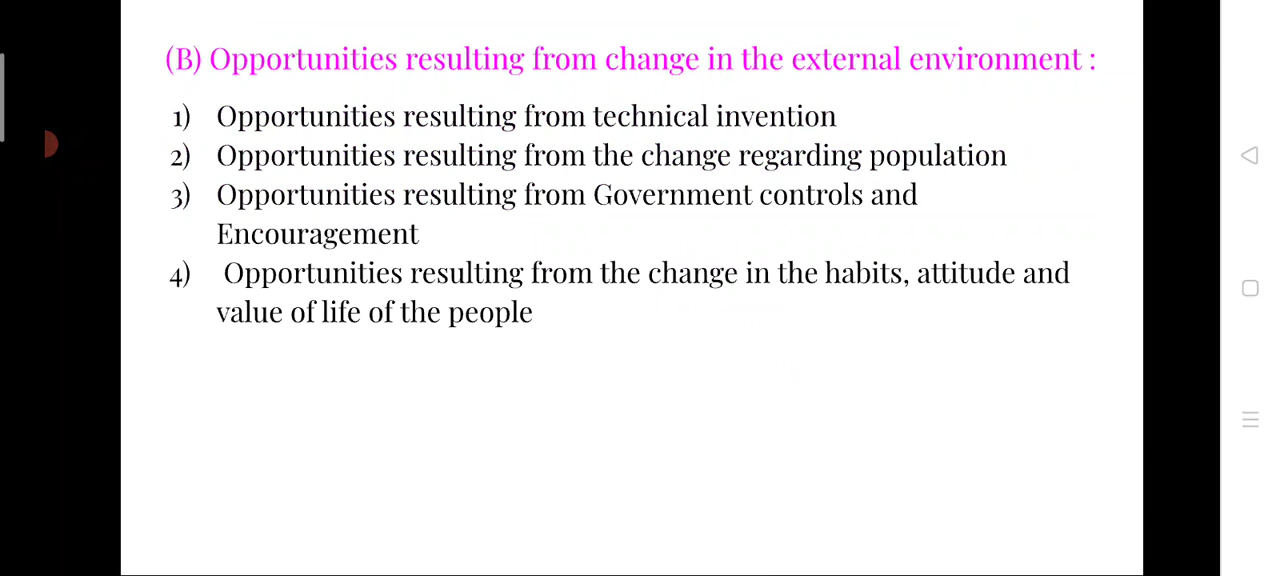 (B) Opportunities resulting from change in the external environment :
1) Opportunities resulting from technical invention
2) Opportunities resulting from the change regarding population
3) Opportunities resulting from Government controls and
Encouragement
4) Opportunities resulting from the change in the habits, attitude and
value of life of the people